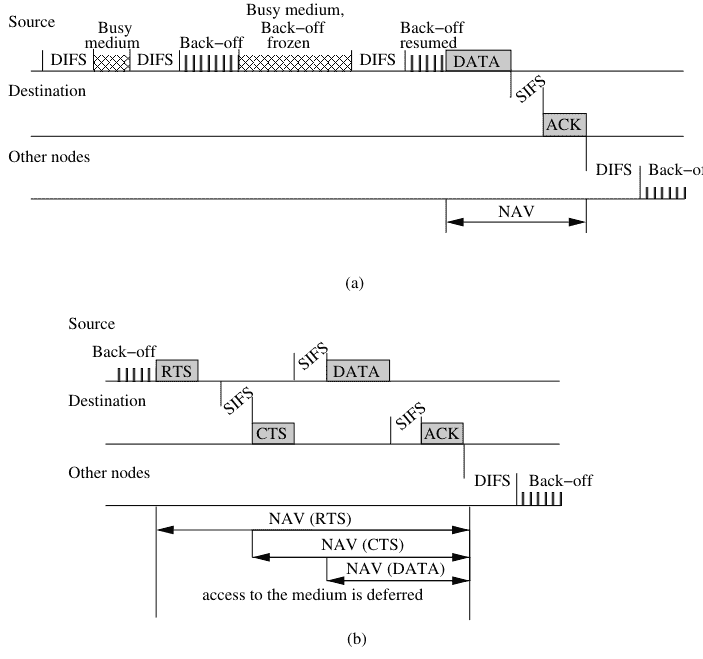 Source
Busy medium,
Busy
medium
Back−off
frozen
Back−off
resumed
DIFS
DIFS
Back−off
DIFS
DATA
Destination
SIFS
ACK
Other nodes
DIFS
Back−of
NAV
(a)
Source
Back−off
RTS
SIFS
DATA
Destination
SIFS
CTS
SIFS
ACK
Other nodes
DIFS
Back−off
NAV (RTS)
NAV (CTS)
NAV (DATA)
access to the medium is deferred
(b)